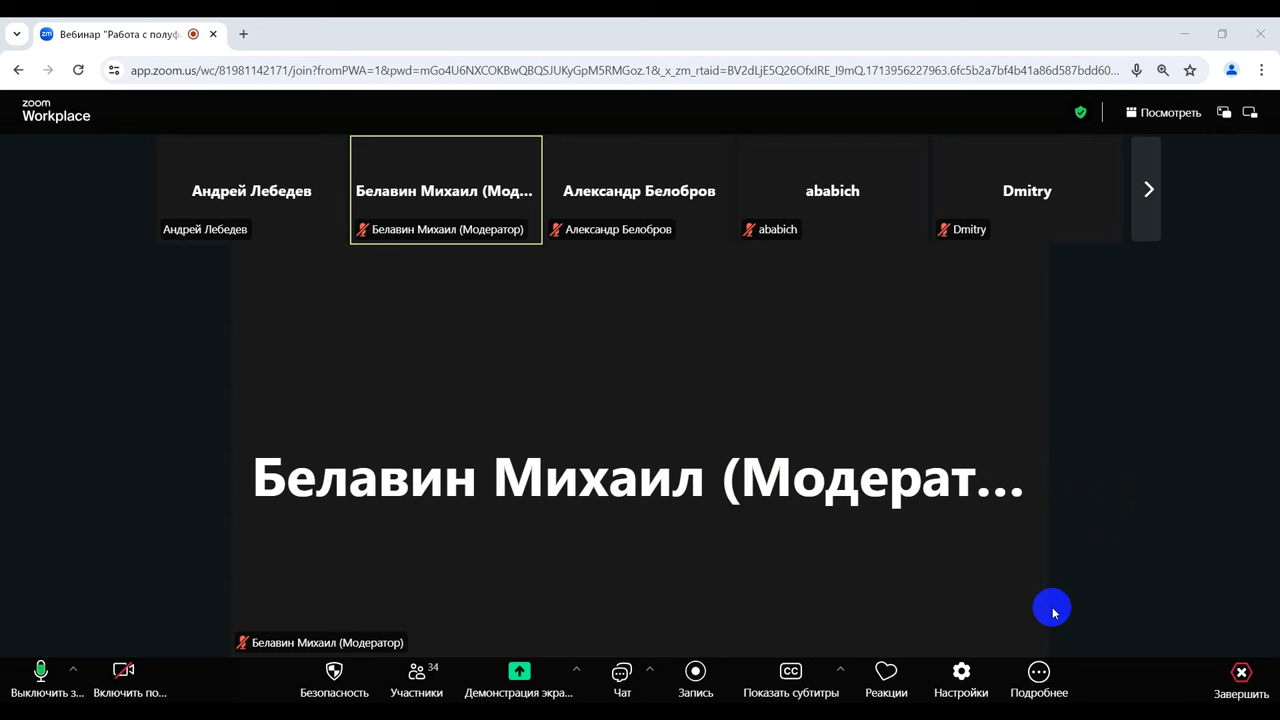 Вебинар "Работа с полуф
app.zoom.us/wc/81981142171/join?fromPWA=1&pwd=mGo4U6NXCOKBwQBQSJUKyGpM5RMGoz.1&_x_zm_rtaid=BV2dLjE5Q26OfxIRE_I9mQ.1713956227963.6fc5b2a7bf4b41a86d587bdd60...
zoom
Workplace
Посмотреть
Андрей Лебедев
Белавин Михаил (Мод...
Александр Белобров
ababich
Dmitry
Андрей Лебедев
Белавин Михаил (Модератор)
Александр Белобров
ababich
Dmitry
Белавин Михаил (Модерат...
Белавин Михаил (Модератор)
Выключить з...
Включить по...
Безопасность
Участники
34
Демонстрация экра...
Чат
Запись
CC
Показать субтитры
Реакции
Настройки
Подробнее
Завершить